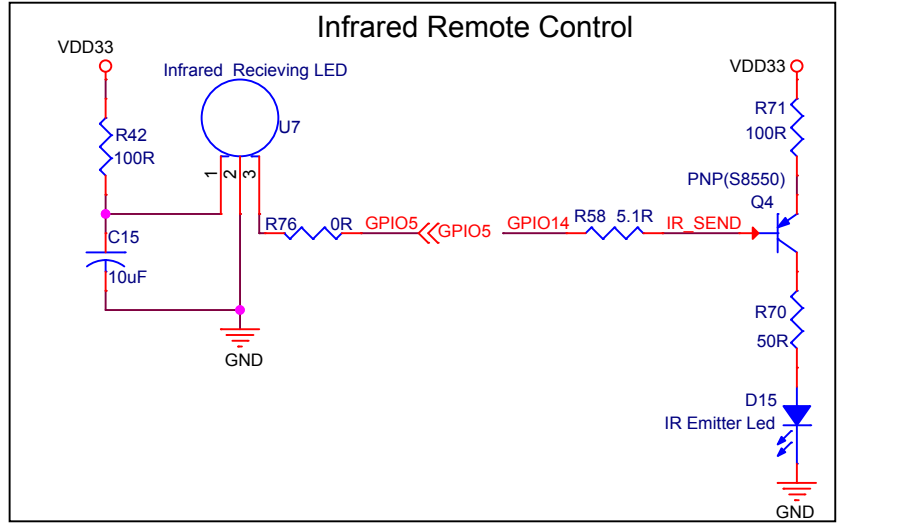 Infrared Remote Control
VDD33
Infrared Recieving LED
VDD33
R42
100R
U7
R71
100R
1
2
3
PNP(S8550)
Q4
R76 0R GPIO5 GPIO5 GPIO14 R58 5.1R IR_SEND
C15
10uF
R70
50R
GND
D15
IR Emitter Led
GND